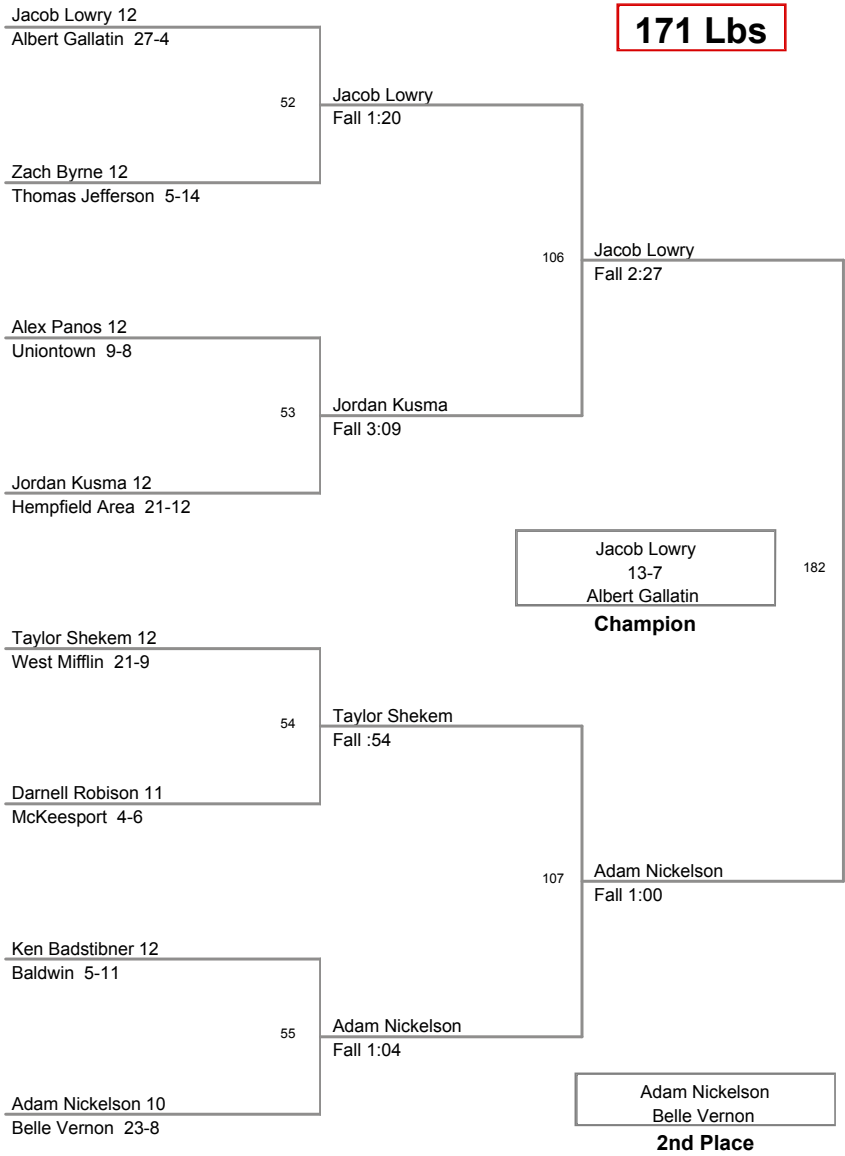 Jacob Lowry 12
Albert Gallatin 27-4
171 Lbs
52
Jacob Lowry
Fall 1:20
Zach Byrne 12
Thomas Jefferson 5-14
106
Jacob Lowry
Fall 2:27
Alex Panos 12
Uniontown 9-8
53
Jordan Kusma
Fall 3:09
Jordan Kusma 12
Hempfield Area 21-12
Jacob Lowry
13-7
Albert Gallatin
Champion
182
Taylor Shekem 12
West Mifflin 21-9
54
Taylor Shekem
Fall :54
Darnell Robison 11
McKeesport 4-6
107
Adam Nickelson
Fall 1:00
Ken Badstibner 12
Baldwin 5-11
55
Adam Nickelson
Fall 1:04
Adam Nickelson 10
Belle Vernon 23-8
Adam Nickelson
Belle Vernon
2nd Place